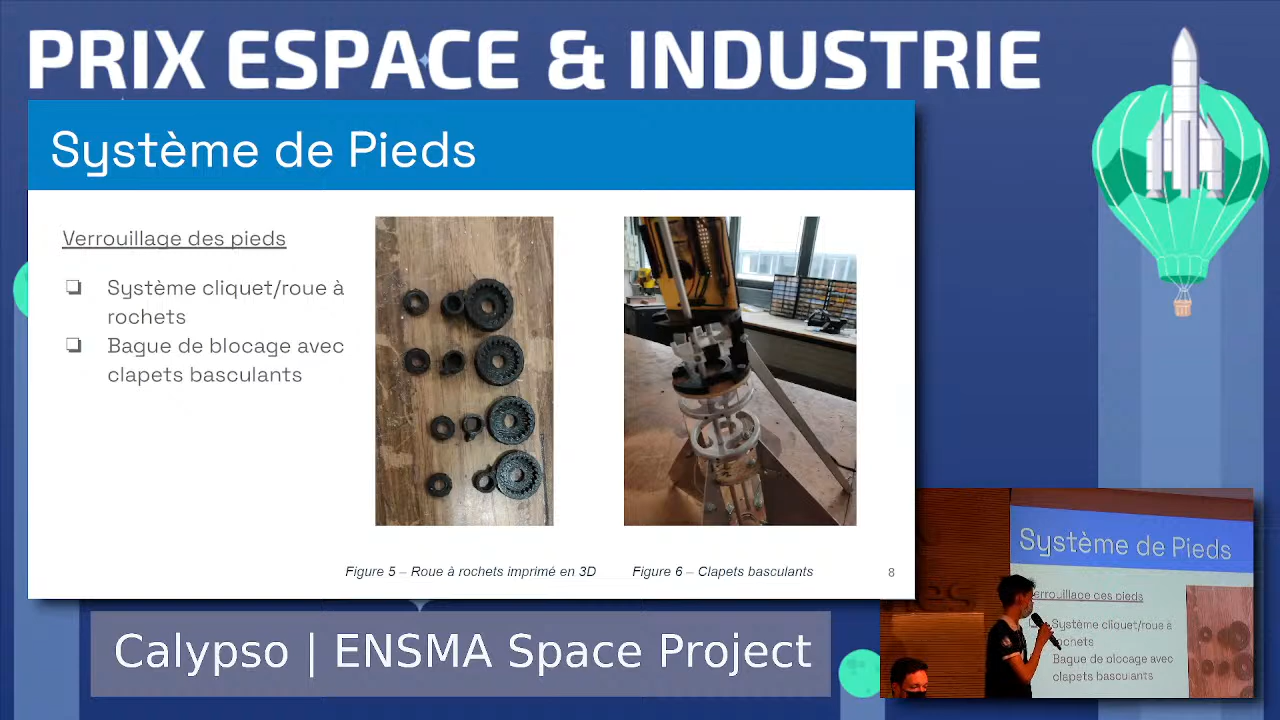 PRIX ESPACE & INDUSTRIE
Système de Pieds
Verrouillage des pieds
❏ Système cliquet/roue à
rochets
❏ Bague de blocage avec
clapets basculants
Figure 5 – Roue à rochets imprimé en 3D
Figure 6 – Clapets basculants
8
Calypso | ENSMA Space Project
Système de Pieds
des pieds
Système cliquet/roue à
rochets
Bague de blocage avec
clapets basculants